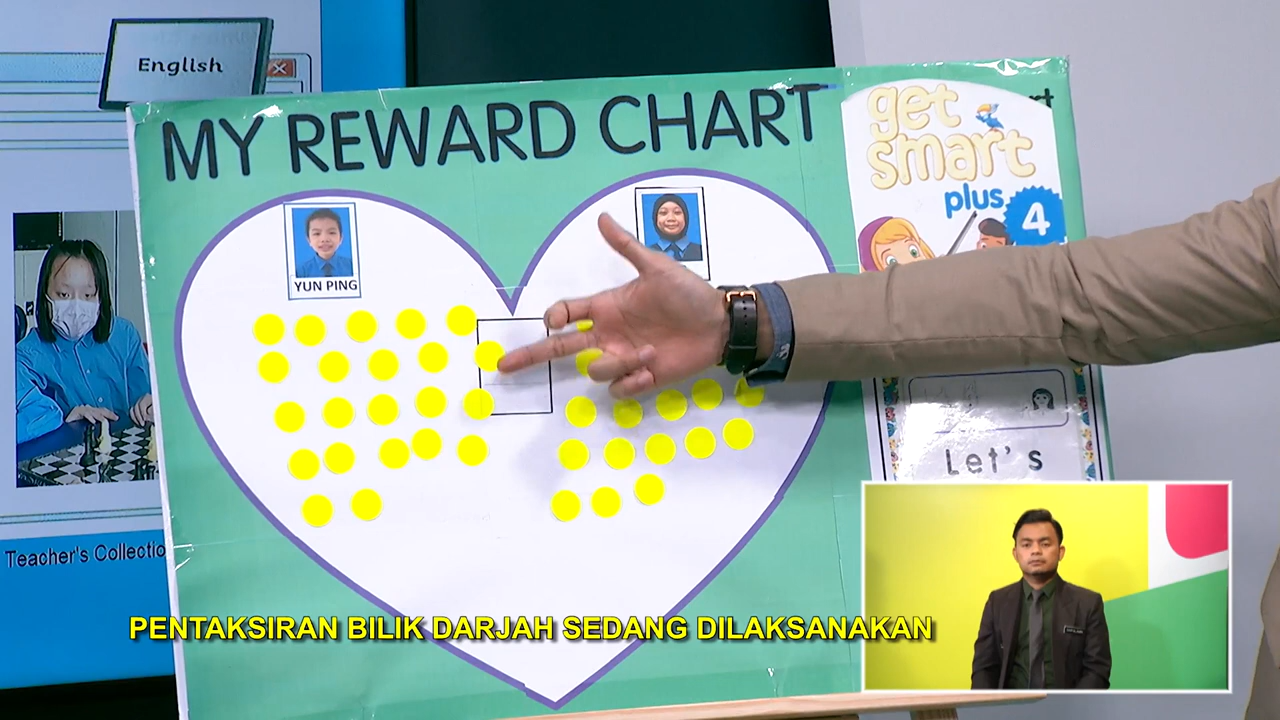 English
MY REWARD CHART
get
smart
plus
4
YUN PING
Let's
Teacher's Collectio
PENTAKSIRAN BILIK DARJAH SEDANG DILAKSANAKAN